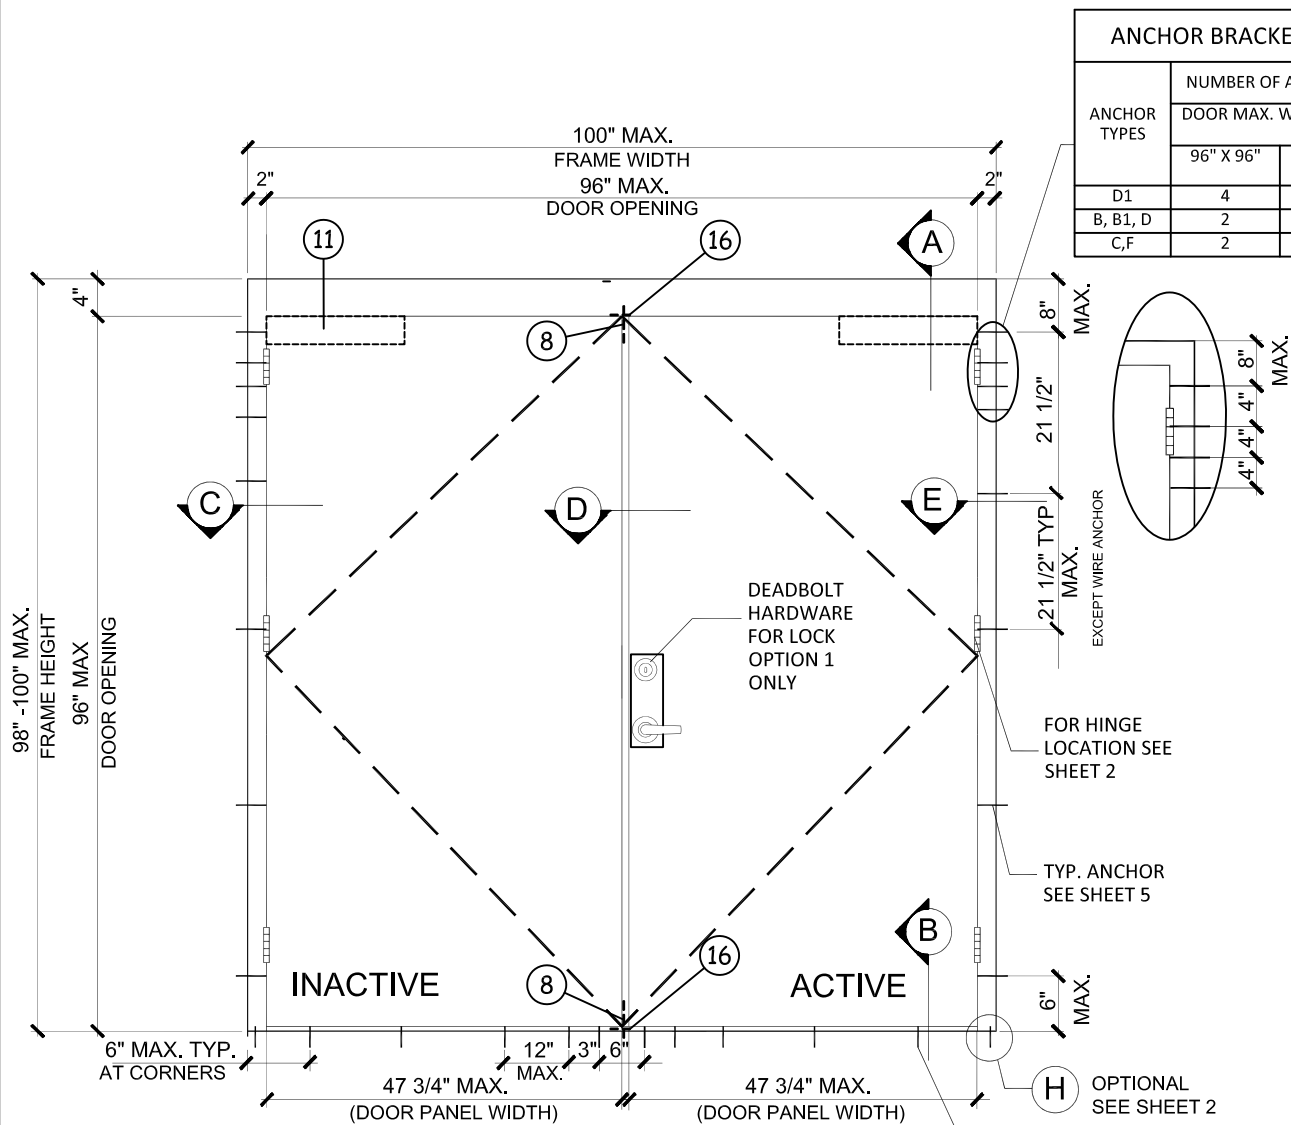 ANCHOR BRACKE
NUMBER OF A
ANCHOR TYPES
DOOR MAX. W
96" X 96"
D1 4
B, B1, D 2
C,F 2
100" MAX.
FRAME WIDTH
2"
96" MAX.
2"
DOOR OPENING
11
16
A
4"
8"
MAX.
8
8"
MAX.
4"
4"
4"
21 1/2"
C
D
E
21 1/2" TYP
MAX.
EXCEPT WIRE ANCHOR
98" -100" MAX.
FRAME HEIGHT
96" MAX
DOOR OPENING
DEADBOLT
HARDWARE
FOR LOCK
OPTION 1
ONLY
FOR HINGE
LOCATION SEE
SHEET 2
TYP. ANCHOR
SEE SHEET 5
B
16
8
INACTIVE
ACTIVE
6"
MAX.
6" MAX. TYP.
AT CORNERS
12"
MAX.
3"
6"
47 3/4" MAX.
(DOOR PANEL WIDTH)
47 3/4" MAX.
(DOOR PANEL WIDTH)
H
OPTIONAL
SEE SHEET 2